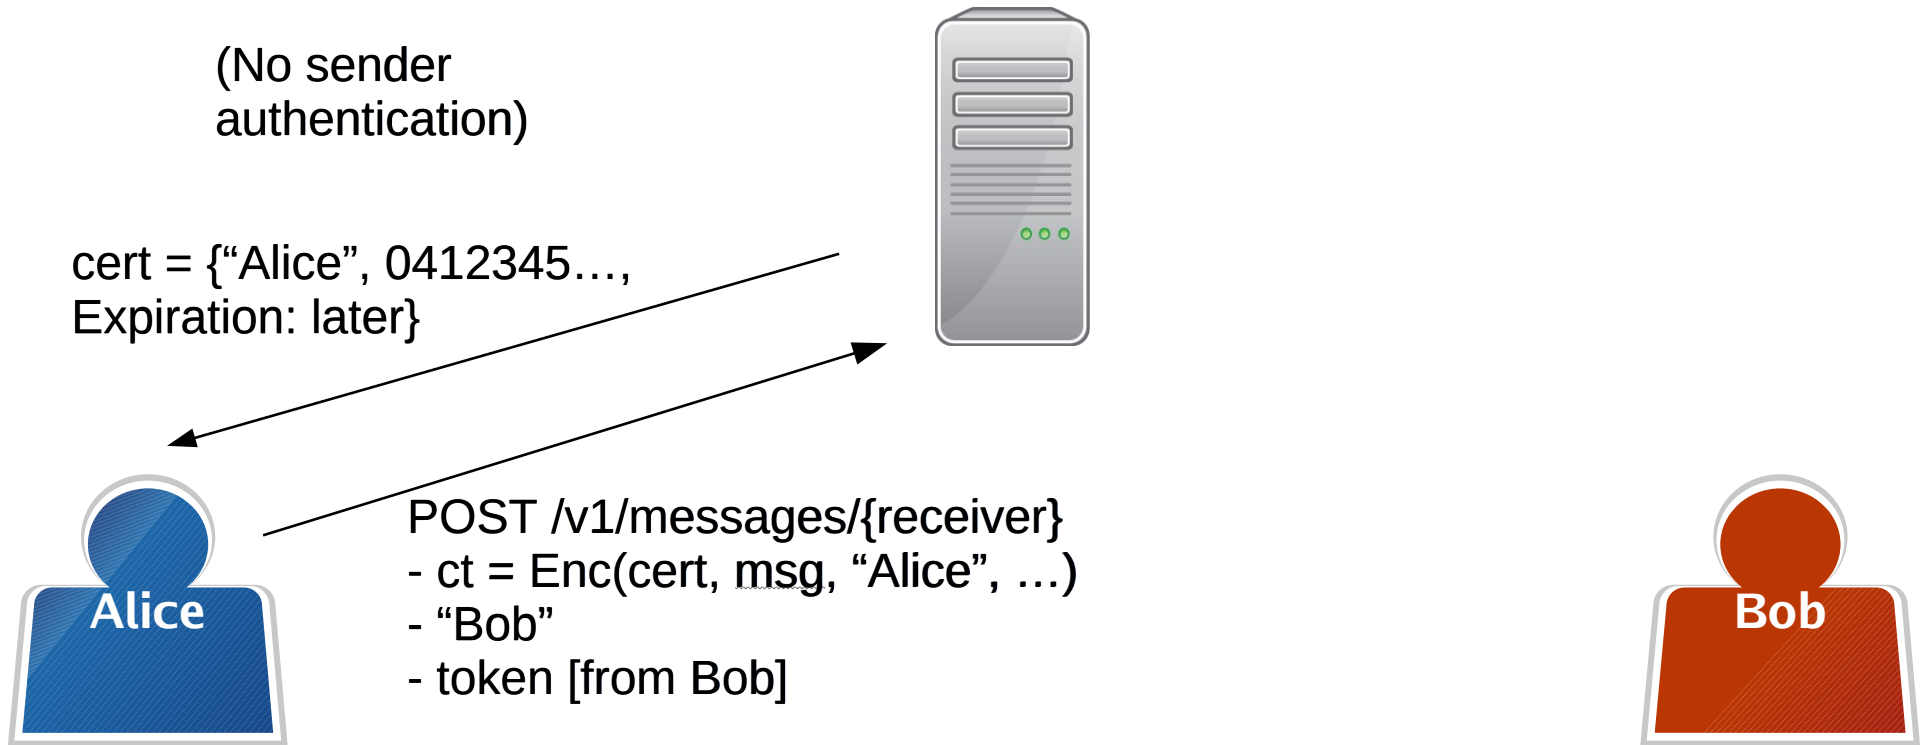 (No sender
authentication)
cert = {“Alice”, 0412345…,
Expiration: later}
POST /v1/messages/{receiver}
- ct = Enc(cert, msg, “Alice”, …)
- “Bob”
- token [from Bob]
Alice
Bob